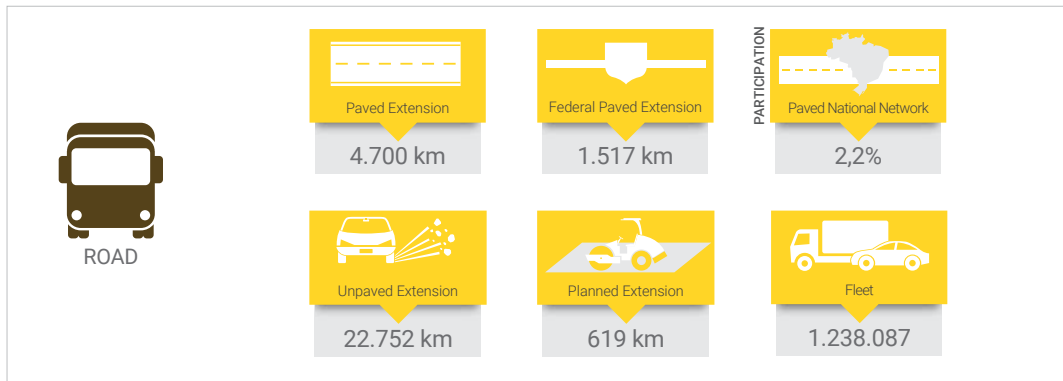 ROAD
Paved Extension
4.700 km
Federal Paved Extension
1.517 km
PARTICIPATION
Paved National Network
2,2%
Unpaved Extension
22.752 km
Planned Extension
619 km
Fleet
1.238.087